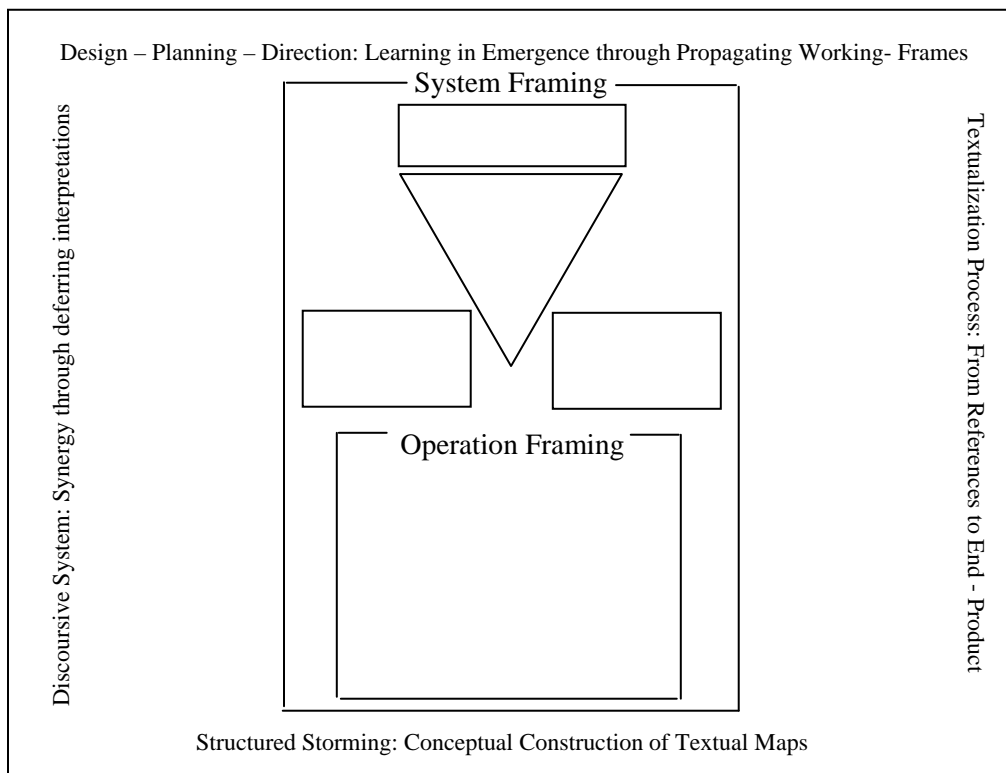 Design – Planning – Direction: Learning in Emergence through Propagating Working- Frames
System Framing
Discoursive System: Synergy through deferring interpretations
Textualization Process: From References to End - Product
Operation Framing
Structured Storming: Conceptual Construction of Textual Maps